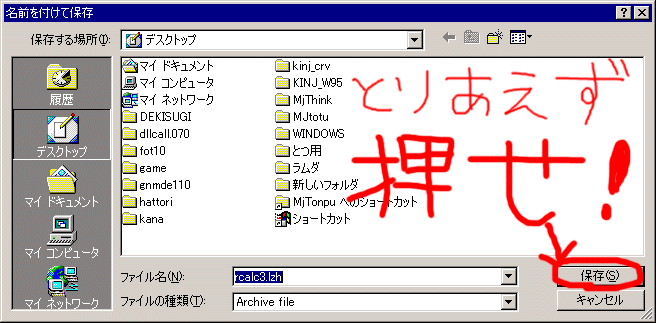 名前を付けて保存
保存する場所(I):
デスクトップ
履歴
デスクトップ
マイ ドキュメント
マイ コンピュータ
マイ ネットワーク
マイ ドキュメント
マイ コンピュータ
マイ ネットワーク
DEKISUGI
dllcall.070
fot10
game
gnmde110
hattori
kana
kinj_crv
KINJ_W95
MjThink
MJtotu
WINDOWS
とつ用
ラムダ
新しいフォルダ
MjTonpu へのショートカット
ショートカット
とりあえず
押せ!
ファイル名(N):
rcalc3.lzh
保存(S)
ファイルの種類(T):
Archive file
キャンセル